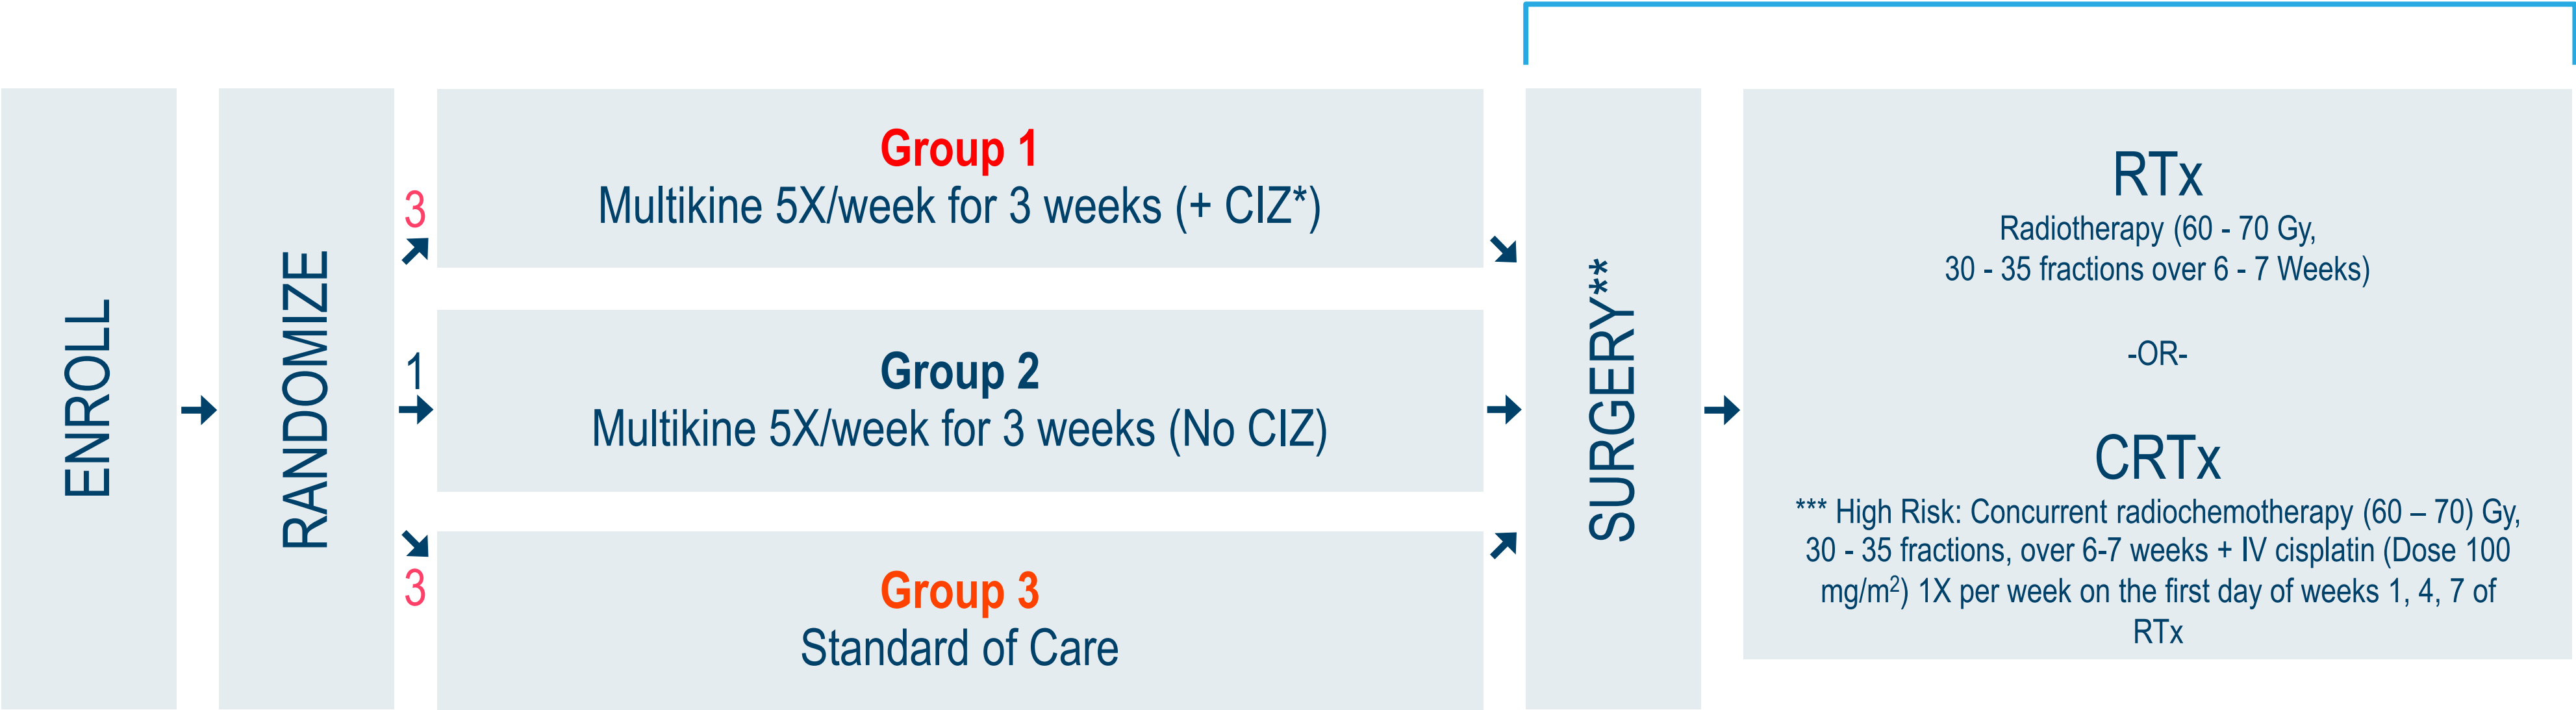 ENROLL
RANDOMIZE
3
1
3
Group 1
Multikine 5X/week for 3 weeks (+ CIZ*)
Group 2
Multikine 5X/week for 3 weeks (No CIZ)
Group 3
Standard of Care
SURGERY**
RTx
Radiotherapy (60 - 70 Gy,
30 - 35 fractions over 6 - 7 Weeks)
-OR-
CRTx
*** High Risk: Concurrent radiochemotherapy (60 – 70) Gy,
30 - 35 fractions, over 6-7 weeks + IV cisplatin (Dose 100
mg/m²) 1X per week on the first day of weeks 1, 4, 7 of
RTx